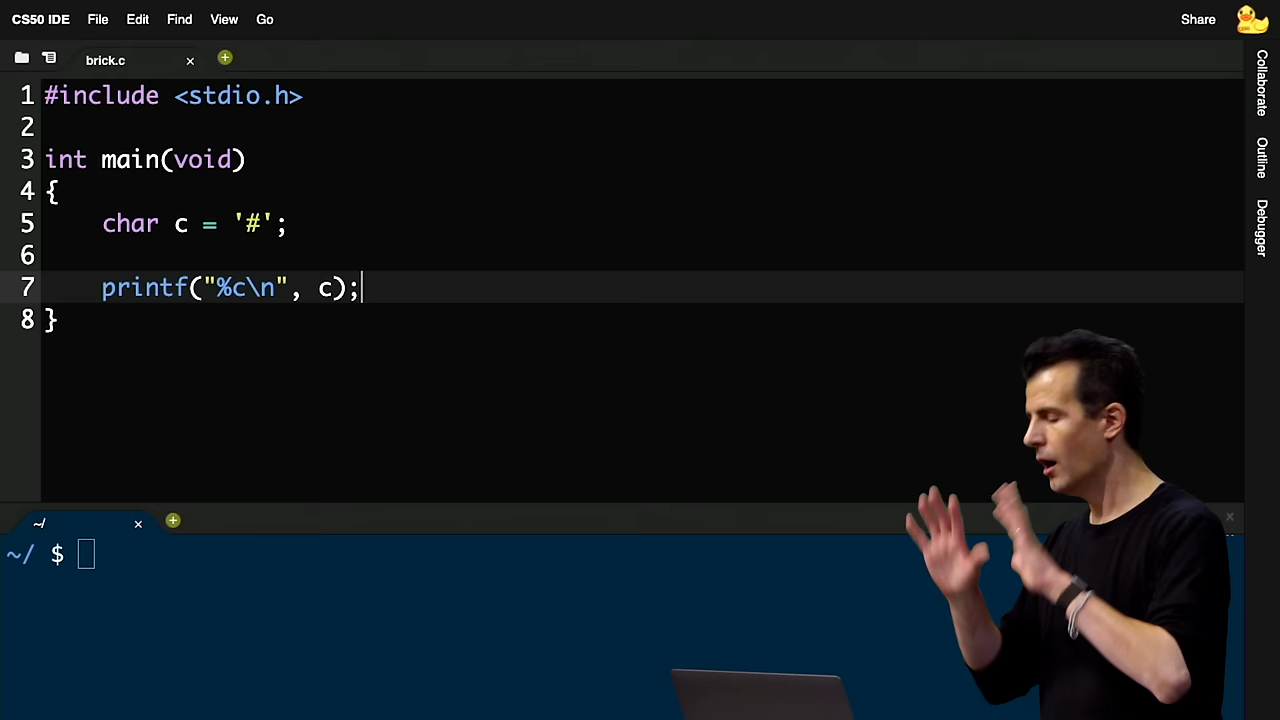 CS50 IDE File Edit Find View Go Share
brick.c
1 #include <stdio.h>
2
3 int main(void)
4 {
5     char c = '#';
6
7     printf("%c\n", c);
8 }
Collaborate
Outline
Debugger
~/
~/ $